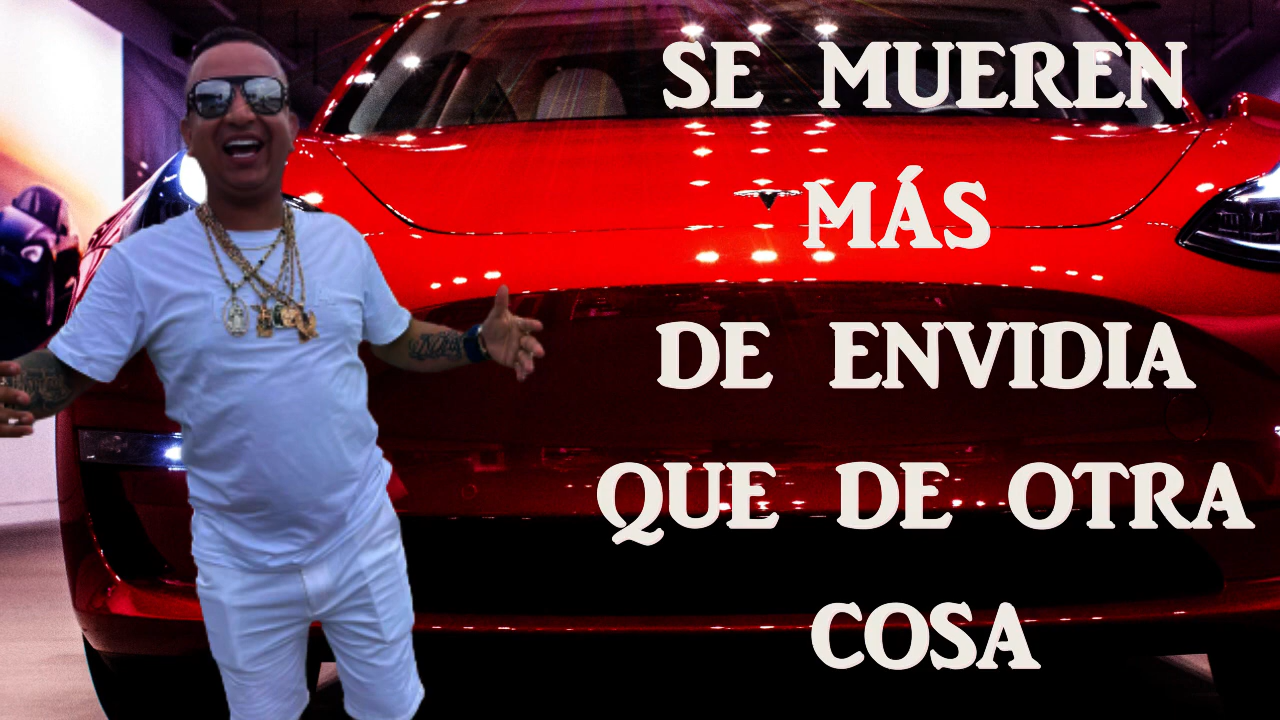 SE MUEREN
MÁS
DE ENVIDIA
QUE DE OTRA
COSA